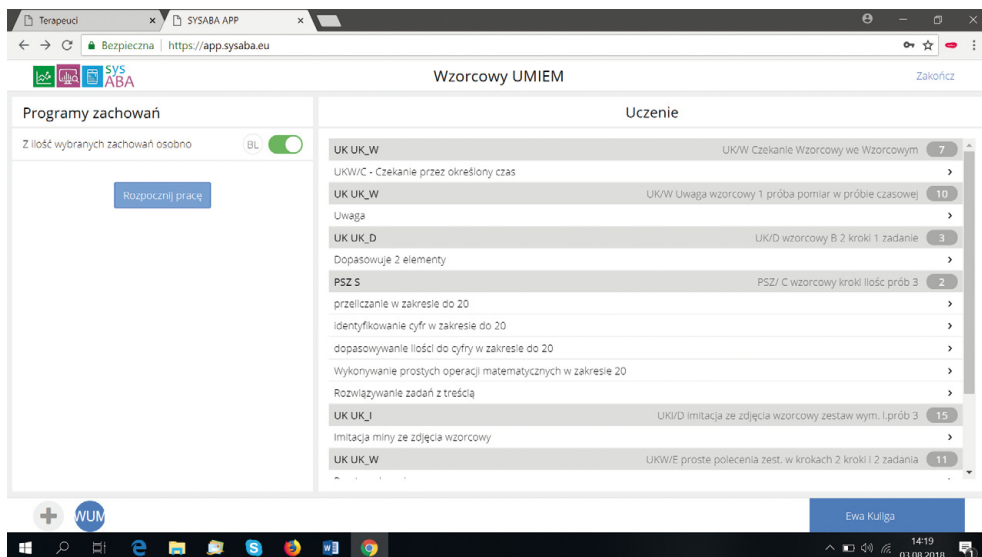 Terapeuci
SYSABA APP
Bezpieczna | https://app.sysaba.eu
sys
ABA
Wzorcowy UMIEM
Zakończ
Programy zachowań
Uczenie
Z ilość wybranych zachowań osobno BL
Rozpocznij pracę
UK UK_W UK/W Czekanie Wzorcowy we Wzorcowym 7
UKW/C - Czekanie przez określony czas
UK UK_W UK/W Uwaga wzorcowy 1 próba pomiar w próbie czasowej 10
Uwaga
UK UK_D UK/D wzorcowy B 2 kroki 1 zadanie 3
Dopasowuje 2 elementy
PSZ S PSZ/ C wzorcowy kroki ilośc prób 3 2
przeliczanie w zakresie do 20
identyfikowanie cyfr w zakresie do 20
dopasowywanie ilości do cyfry w zakresie do 20
Wykonywanie prostych operacji matematycznych w zakresie 20
Rozwiązywanie zadań z treścią
UK UK_I UKI/D imitacja ze zdjęcia wzorcowy zestaw wym. l.prób 3 15
Imitacja miny ze zdjęcia wzorcowy
UK UK_W UKW/E proste polecenia zest. w krokach 2 kroki i 2 zadania 11
WUM
Ewa Kuliga
14:19
03.08.2018